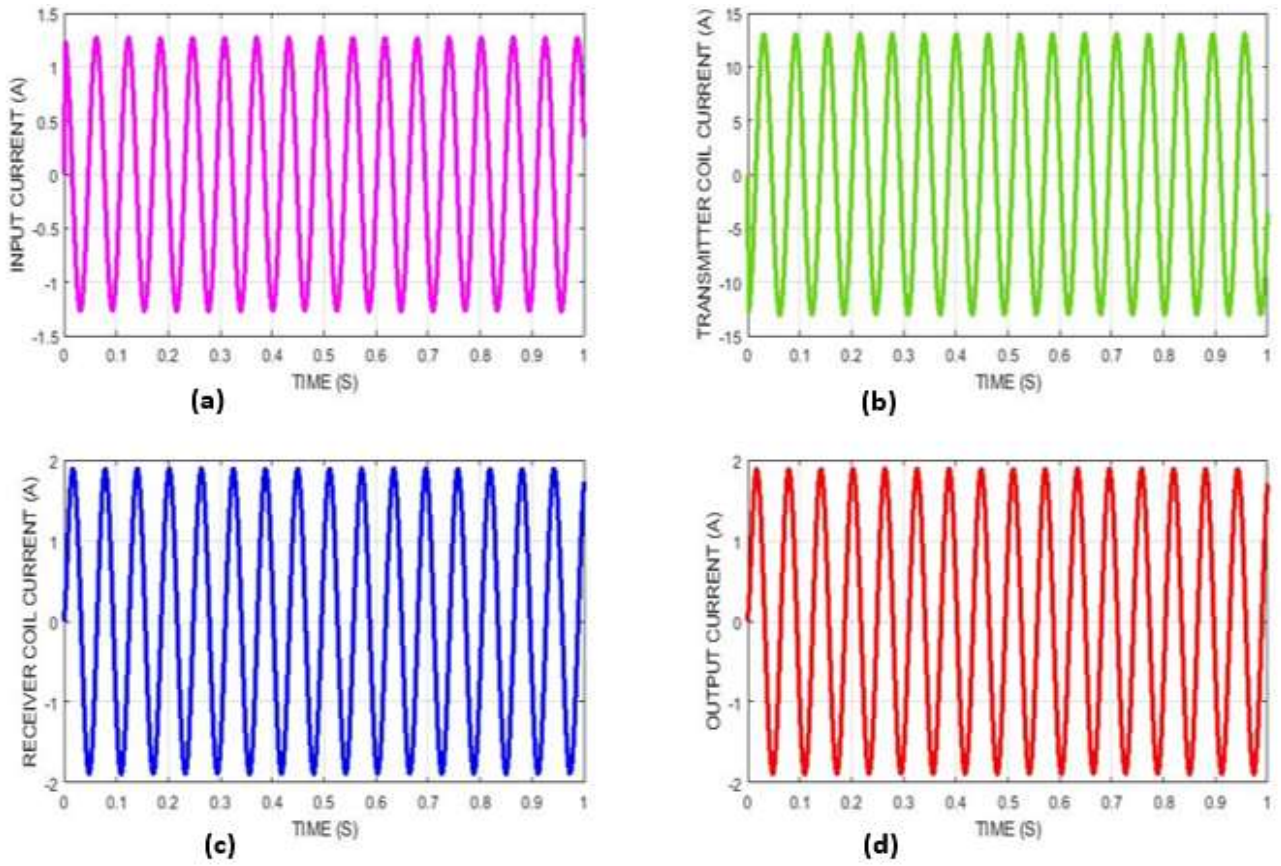 INPUT CURRENT (A)
1.5
1
0.5
0
-0.5
-1
-1.5
0 0.1 0.2 0.3 0.4 0.5 0.6 0.7 0.8 0.9 1
TIME (S)
(a)
TRANSMITTER COIL CURRENT (A)
15
10
5
0
-5
-10
-15
0 0.1 0.2 0.3 0.4 0.5 0.6 0.7 0.8 0.9 1
TIME (S)
(b)
RECEIVER COIL CURRENT (A)
2
1
0
-1
-2
0 0.1 0.2 0.3 0.4 0.5 0.6 0.7 0.8 0.9 1
TIME (S)
(c)
OUTPUT CURRENT (A)
2
1
0
-1
-2
0 0.1 0.2 0.3 0.4 0.5 0.6 0.7 0.8 0.9 1
TIME (S)
(d)